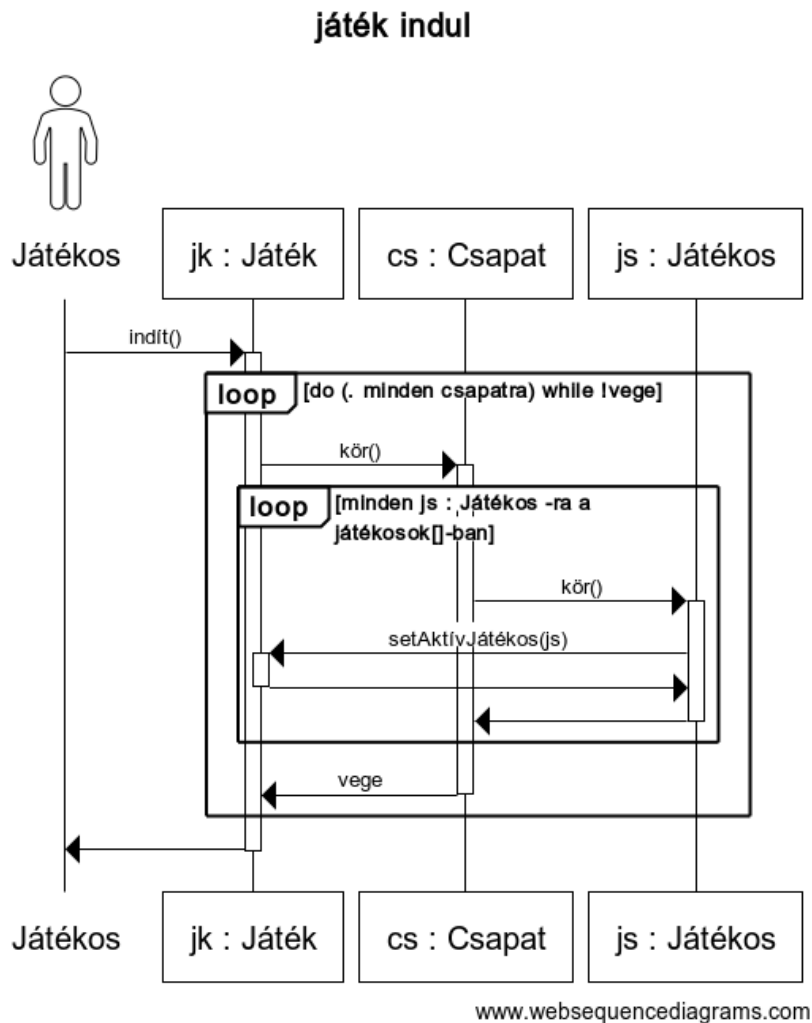 játék indul
Játékos
jk : Játék
cs : Csapat
js : Játékos
indít()
loop
[do (. minden csapatra) while !vege]
kör()
loop
[minden js : Játékos -ra a
játékosok[]-ban]
kör()
setAktívJátékos(js)
vege
Játékos
jk : Játék
cs : Csapat
js : Játékos
www.websequencediagrams.com